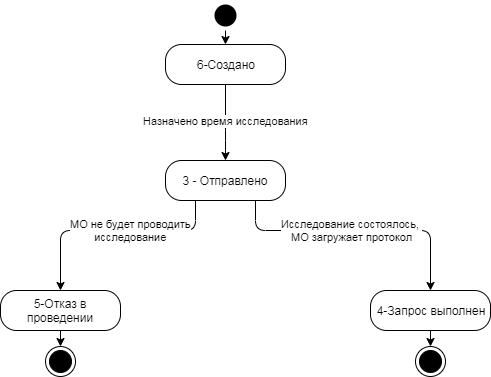 6-Создано
Назначено время исследования
3 - Отправлено
МО не будет проводить
исследование
Исследование состоялось,
МО загружает протокол
5-Отказ в
проведении
4-Запрос выполнен